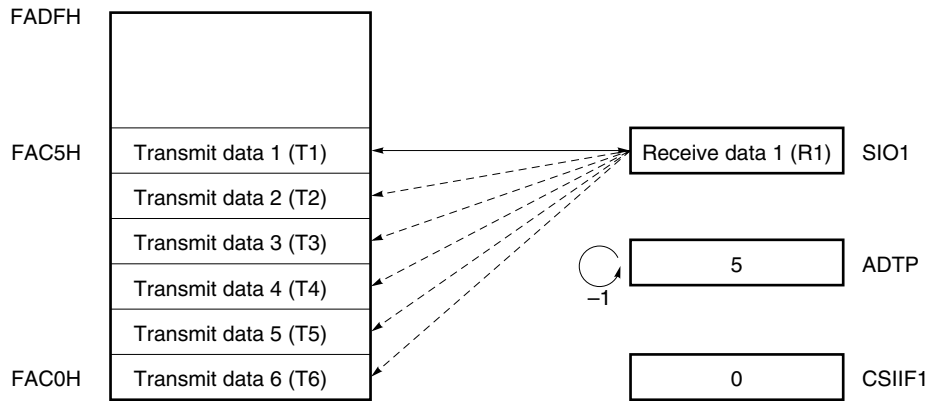 FADFH
FAC5H
Transmit data 1 (T1)
Receive data 1 (R1)
SIO1
Transmit data 2 (T2)
Transmit data 3 (T3)
5
ADTP
–1
Transmit data 4 (T4)
Transmit data 5 (T5)
FAC0H
Transmit data 6 (T6)
0
CSIIF1